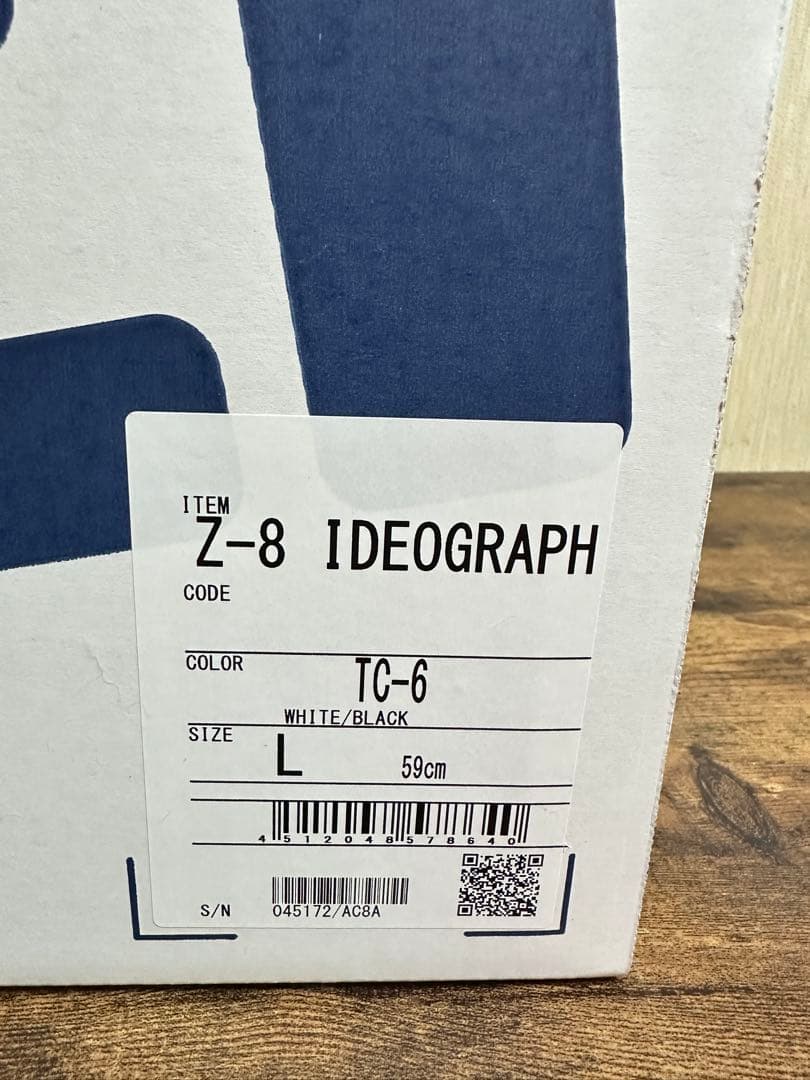 ITEM
Z-8 IDEOGRAPH
CODE
COLOR
TC-6
WHITE/BLACK
SIZE
L 59cm
4512048578640
S/N 045172/AC8A